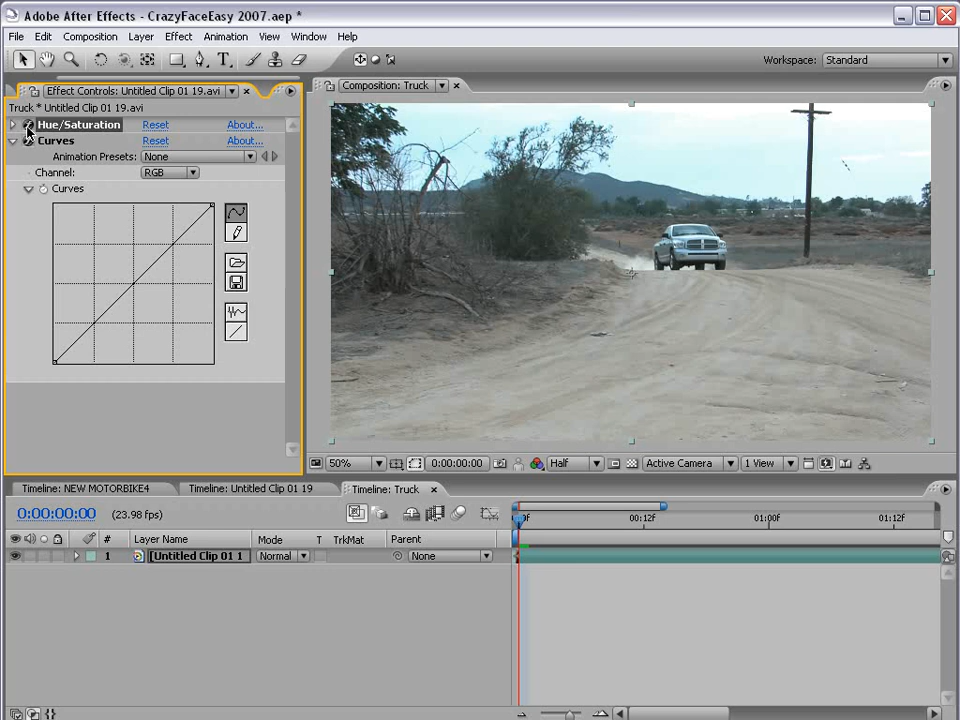 Adobe After Effects - CrazyFaceEasy 2007.aep *
File Edit Composition Layer Effect Animation View Window Help
Workspace: Standard
Effect Controls: Untitled Clip 01 19.avi
Composition: Truck
Truck * Untitled Clip 01 19.avi
Hue/Saturation Reset About...
Curves Reset About...
Animation Presets: None
Channel: RGB
Curves
50% 0:00:00:00 Half Active Camera 1 View
Timeline: NEW MOTORBIKE4 Timeline: Untitled Clip 01 19 Timeline: Truck
0:00:00:00 (23.98 fps)
00:12f 01:00f 01:12f
# Layer Name Mode T TrkMat Parent
1 [Untitled Clip 01 1 Normal None